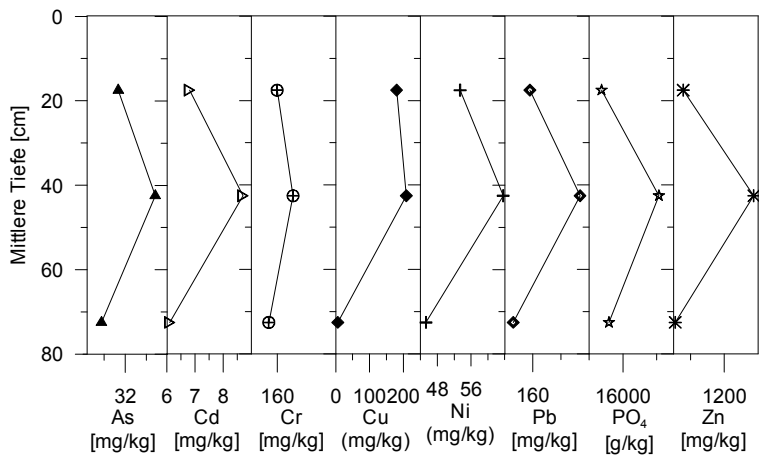 0
20
40
60
80
Mittlere Tiefe [cm]
32 6 7 8 160 0 100 200 48 56 160 16000 1200
As Cd Cr Cu Ni Pb PO₄ Zn
[mg/kg] [mg/kg] [mg/kg] (mg/kg) (mg/kg) [mg/kg] [g/kg] [mg/kg]